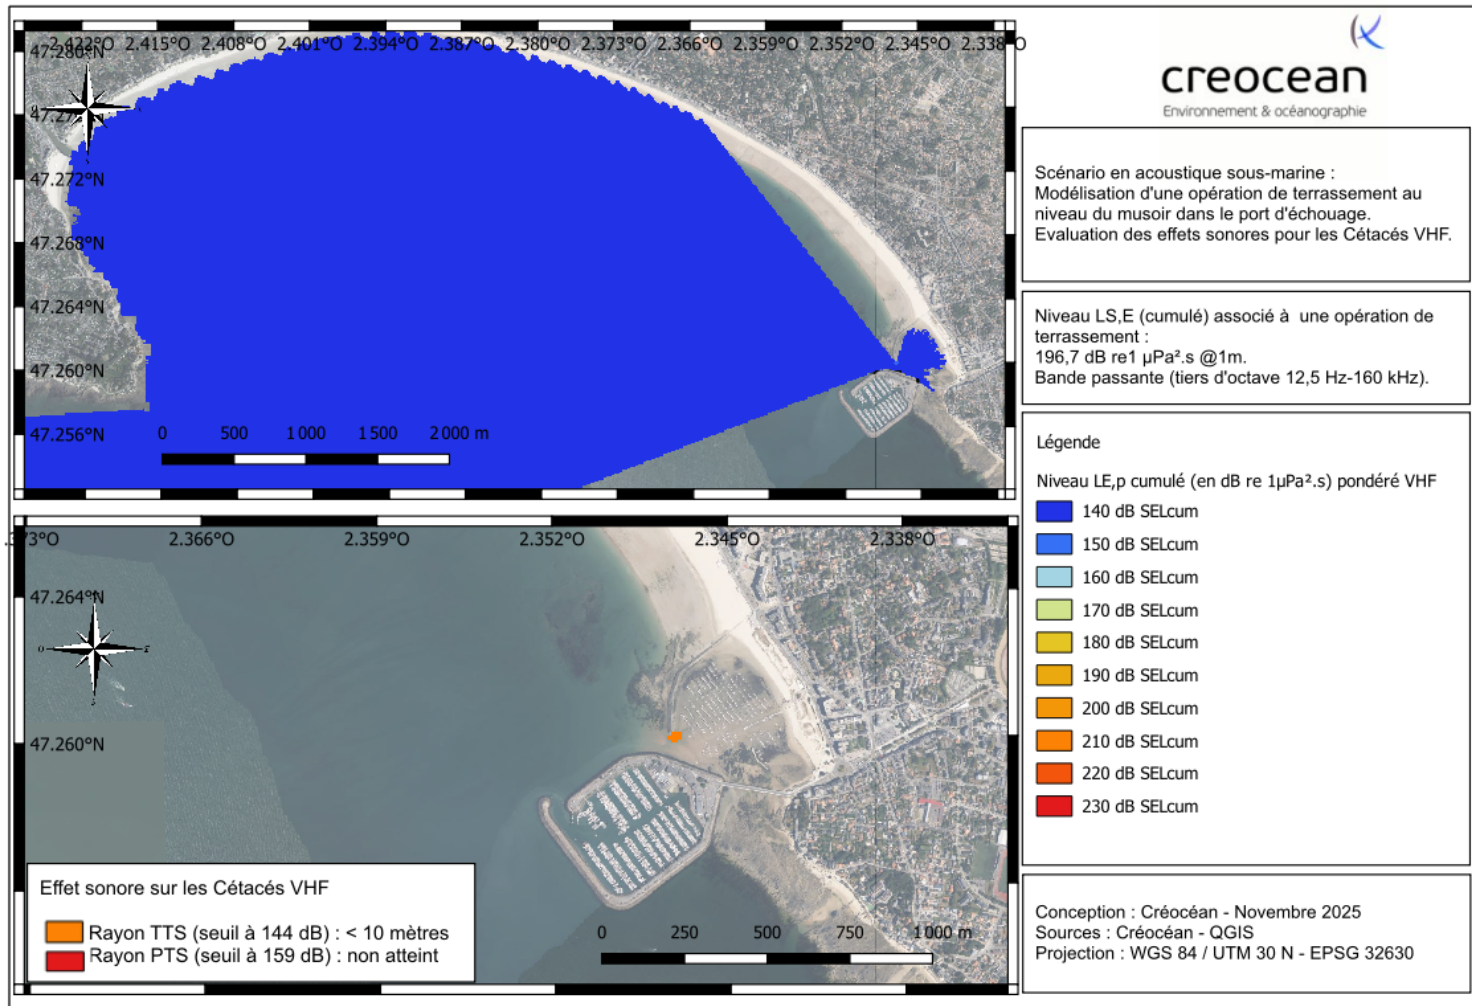 2.422°O 2.415°O 2.408°O 2.401°O 2.394°O 2.387°O 2.380°O 2.373°O 2.366°O 2.359°O 2.352°O 2.345°O 2.338°O
47.280°N
47.272°N
47.268°N
47.264°N
47.260°N
47.256°N
0 500 1 000 1 500 2 000 m
creocean
Environnement & océanographie
Scénario en acoustique sous-marine :
Modélisation d'une opération de terrassement au
niveau du musoir dans le port d'échouage.
Evaluation des effets sonores pour les Cétacés VHF.
Niveau LS,E (cumulé) associé à une opération de
terrassement :
196,7 dB re1 µPa².s @1m.
Bande passante (tiers d'octave 12,5 Hz-160 kHz).
Légende
Niveau LE,p cumulé (en dB re 1µPa².s) pondéré VHF
140 dB SELcum
150 dB SELcum
160 dB SELcum
170 dB SELcum
180 dB SELcum
190 dB SELcum
200 dB SELcum
210 dB SELcum
220 dB SELcum
230 dB SELcum
2.366°O 2.359°O 2.352°O 2.345°O 2.338°O
47.264°N
47.260°N
Effet sonore sur les Cétacés VHF
Rayon TTS (seuil à 144 dB) : < 10 mètres
Rayon PTS (seuil à 159 dB) : non atteint
0 250 500 750 1 000 m
Conception : Créocéan - Novembre 2025
Sources : Créocéan - QGIS
Projection : WGS 84 / UTM 30 N - EPSG 32630